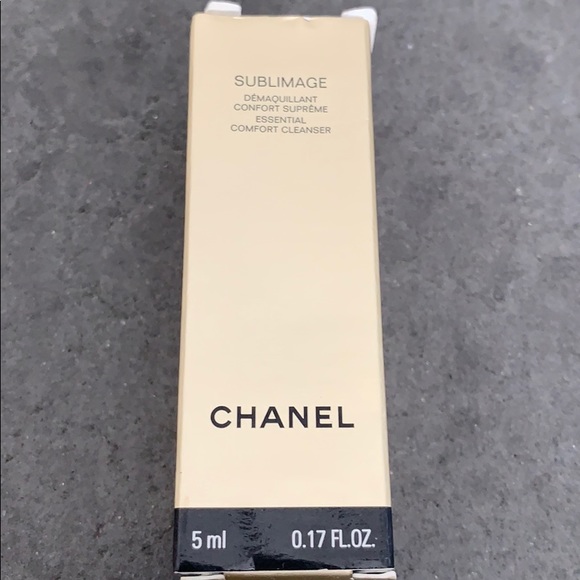 SUBLIMAGE
DÉMAQUILLANT
CONFORT SUPRÊME
ESSENTIAL
COMFORT CLEANSER
CHANEL
5 ml 0.17 FL.OZ.